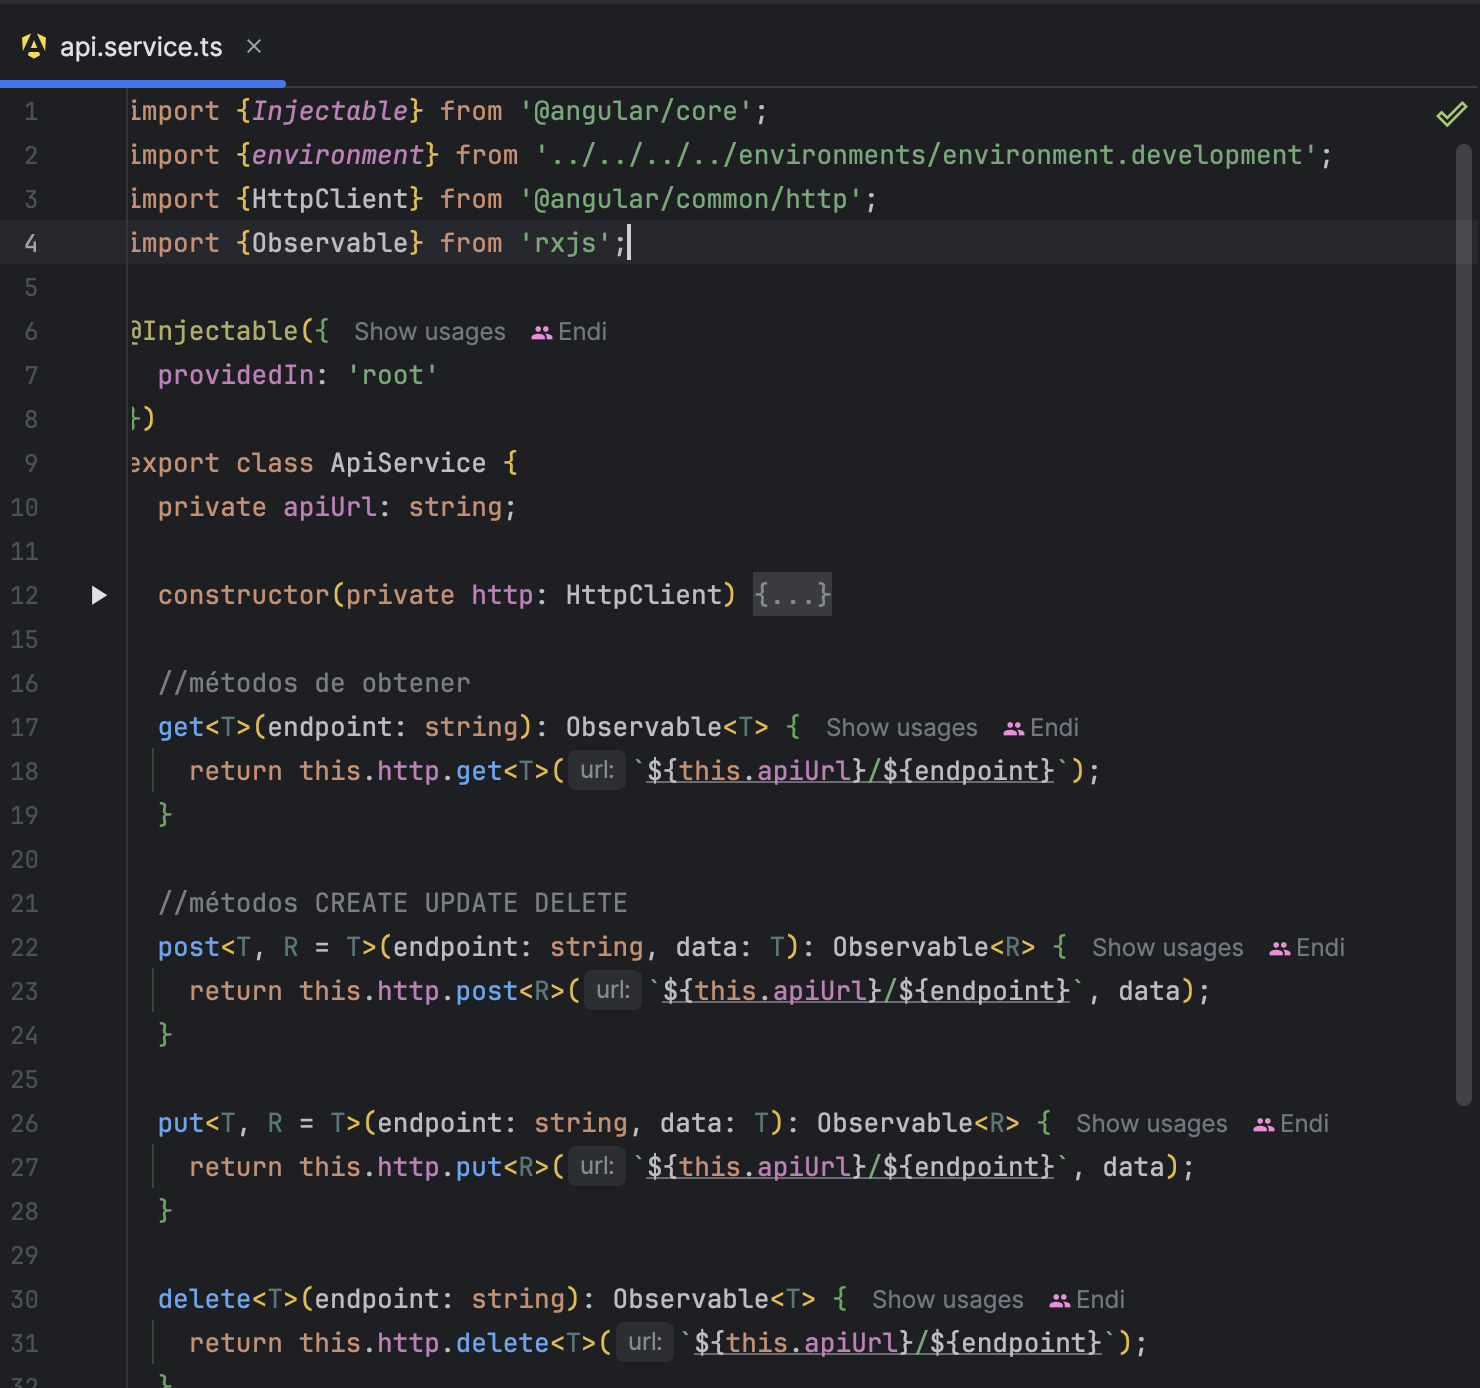 api.service.ts ×
1 import {Injectable} from '@angular/core';
2 import {environment} from '../../../../environments/environment.development';
3 import {HttpClient} from '@angular/common/http';
4 import {Observable} from 'rxjs';
5
6 @Injectable({ Show usages Endi
7 providedIn: 'root'
8 })
9 export class ApiService {
10 private apiUrl: string;
11
12 constructor(private http: HttpClient) {...}
15
16 //métodos de obtener
17 get<T>(endpoint: string): Observable<T> { Show usages Endi
18 return this.http.get<T>( url: `${this.apiUrl}/${endpoint}`);
19 }
20
21 //métodos CREATE UPDATE DELETE
22 post<T, R = T>(endpoint: string, data: T): Observable<R> { Show usages Endi
23 return this.http.post<R>( url: `${this.apiUrl}/${endpoint}`, data);
24 }
25
26 put<T, R = T>(endpoint: string, data: T): Observable<R> { Show usages Endi
27 return this.http.put<R>( url: `${this.apiUrl}/${endpoint}`, data);
28 }
29
30 delete<T>(endpoint: string): Observable<T> { Show usages Endi
31 return this.http.delete<T>( url: `${this.apiUrl}/${endpoint}`);
32 }